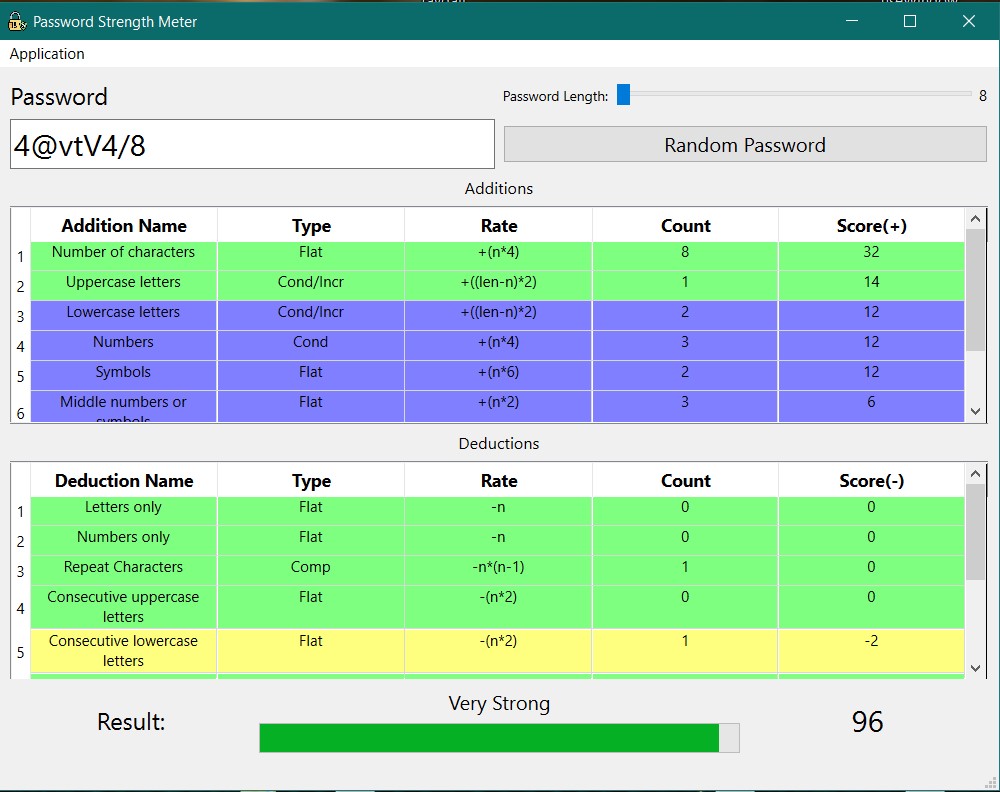 Password Strength Meter
Application
Password
Password Length: 8
4@vtV4/8
Random Password
Additions
Addition Name Type Rate Count Score(+)
1 Number of characters Flat +(n*4) 8 32
2 Uppercase letters Cond/Incr +((len-n)*2) 1 14
3 Lowercase letters Cond/Incr +((len-n)*2) 2 12
4 Numbers Cond +(n*4) 3 12
5 Symbols Flat +(n*6) 2 12
6 Middle numbers or Flat +(n*2) 3 6
symbols
Deductions
Deduction Name Type Rate Count Score(-)
1 Letters only Flat -n 0 0
2 Numbers only Flat -n 0 0
3 Repeat Characters Comp -n*(n-1) 1 0
4 Consecutive uppercase Flat -(n*2) 0 0
letters
5 Consecutive lowercase Flat -(n*2) 1 -2
letters
Very Strong
Result: 96